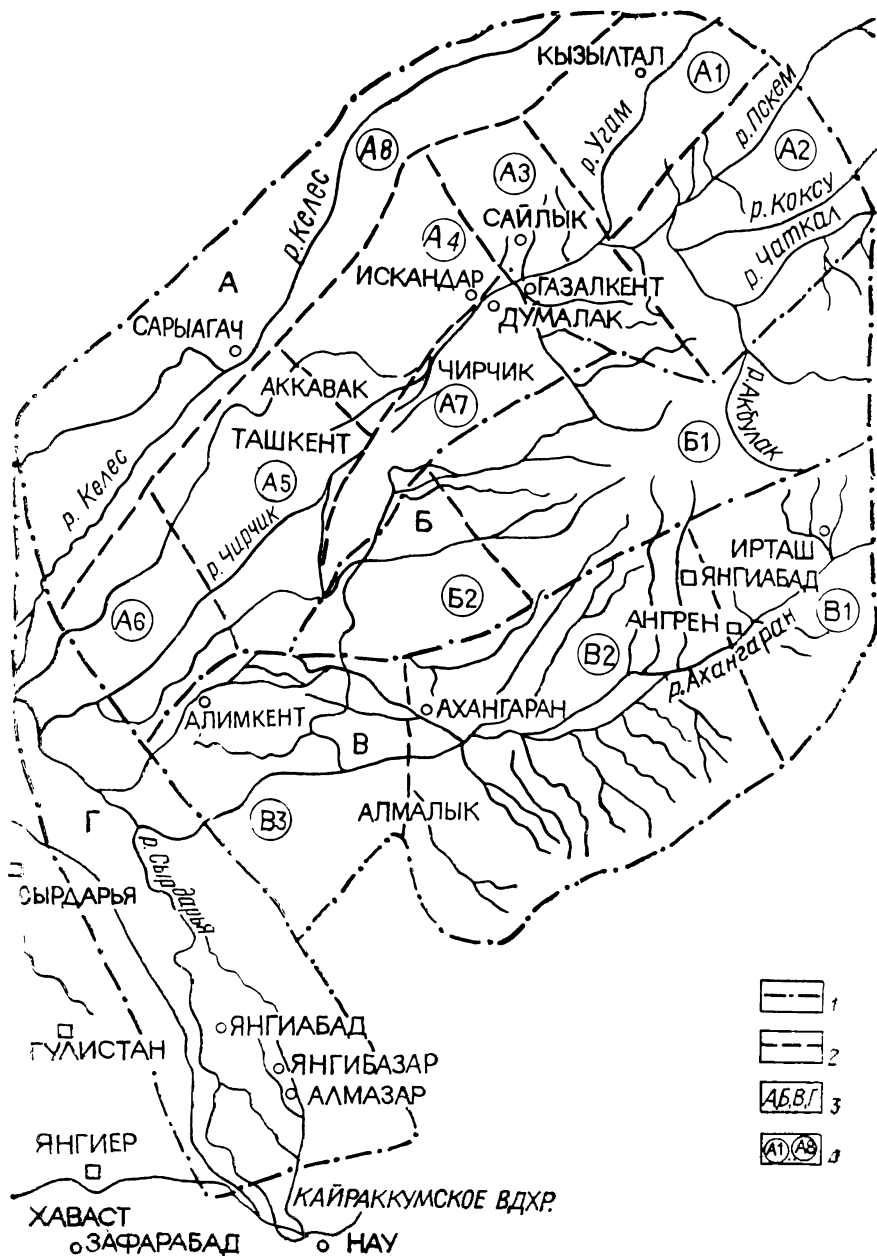 КЫЗЫЛТАЛ
А1
р. Пскем
р. Угам
А8
А2
А3
р. Коксу
р. Келес
САЙЛЫК
р. Чаткал
А4
А
ИСКАНДАР
ГАЗАЛКЕНТ
ДУМАЛАК
САРЫАГАЧ
ЧИРЧИК
АККАВАК
А7
р. Акбулак
ТАШКЕНТ
Б1
А5
р. Келес
Б
р. Чирчик
ИРТАШ
ЯНГИАБАД
Б2
В1
А6
АНГРЕН
В2
р. Ахангаран
АЛИМКЕНТ
АХАНГАРАН
В
АЛМАЛЫК
Г
В3
р. Сырдарья
СЫРДАРЬЯ
1
ЯНГИАБАД
ГУЛИСТАН
2
ЯНГИБАЗАР
АЛМАЗАР
А,Б,В,Г 3
ЯНГИЕР
А1 А8 4
КАЙРАККУМСКОЕ ВДХР.
ХАВАСТ
ЗАФАРАБАД
НАУ